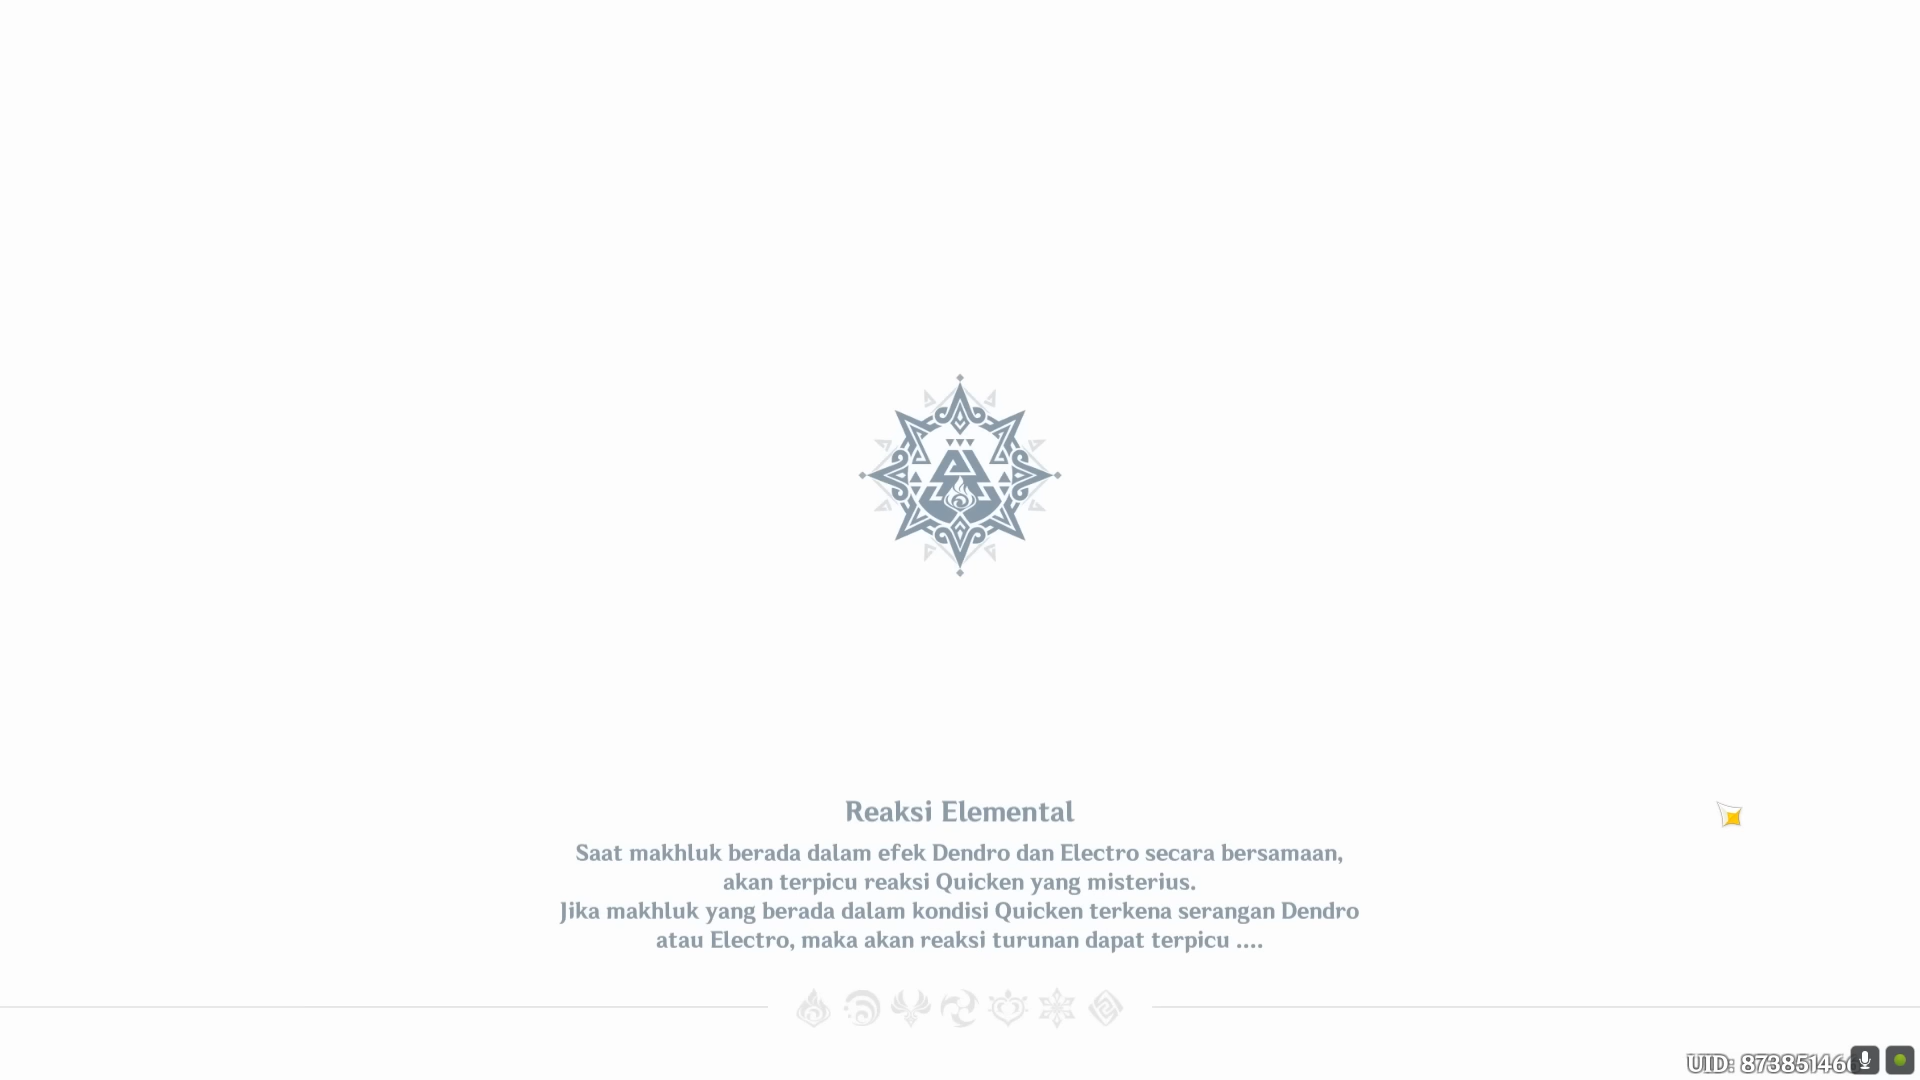 Reaksi Elemental
Saat makhluk berada dalam efek Dendro dan Electro secara bersamaan,
akan terpicu reaksi Quicken yang misterius.
Jika makhluk yang berada dalam kondisi Quicken terkena serangan Dendro
atau Electro, maka akan reaksi turunan dapat terpicu ....
UID: